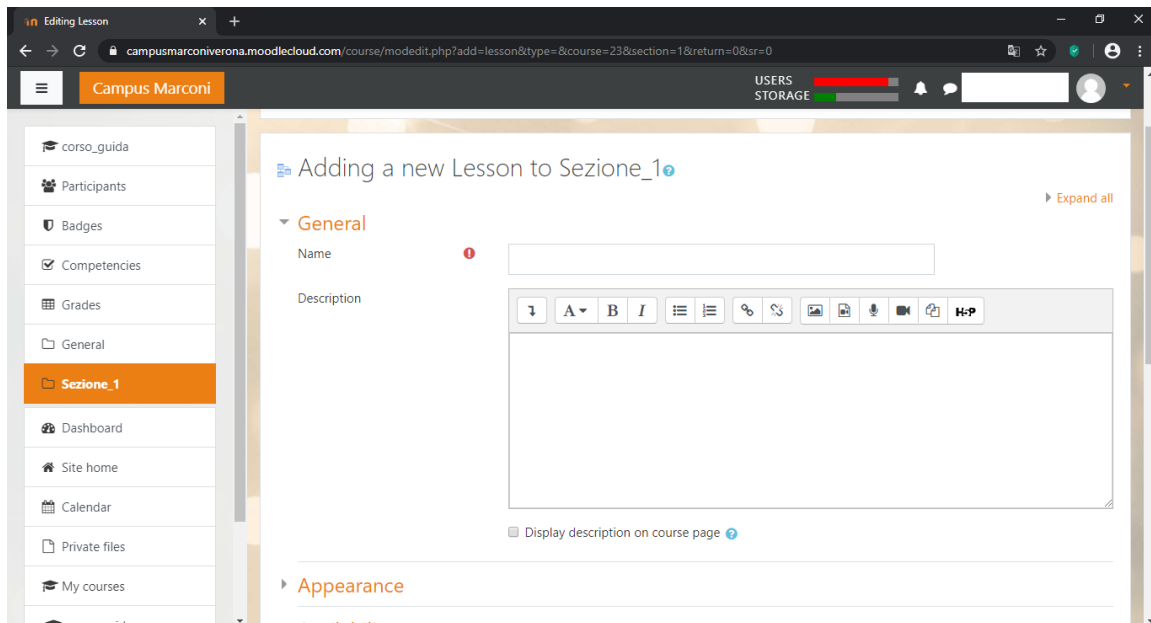 Editing Lesson
campusmarconiverona.moodlecloud.com/course/modedit.php?add=lesson&type=&course=23&section=1&return=0&sr=0
Campus Marconi
USERS
STORAGE
corso_guida
Participants
Badges
Competencies
Grades
General
Sezione_1
Dashboard
Site home
Calendar
Private files
My courses
Adding a new Lesson to Sezione_1
Expand all
General
Name
Description
A B I
H5P
Display description on course page
Appearance